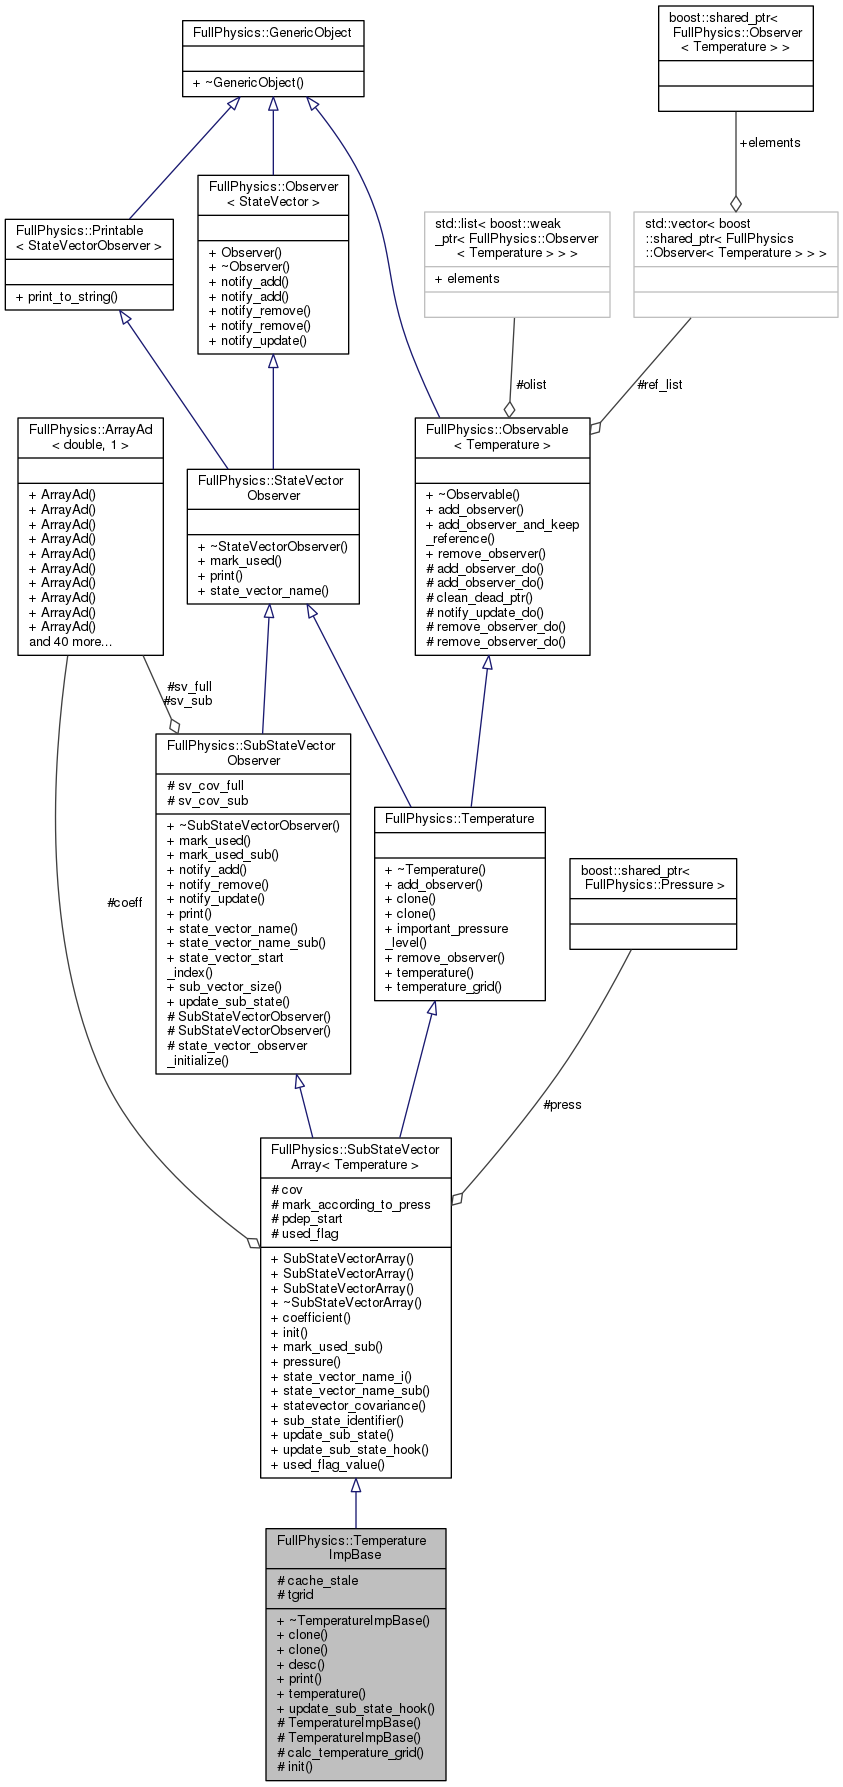 FullPhysics::GenericObject
+ ~GenericObject()
boost::shared_ptr<
FullPhysics::Observer
< Temperature > >
+elements
FullPhysics::Printable
< StateVectorObserver >
+ print_to_string()
FullPhysics::Observer
< StateVector >
+ Observer()
+ ~Observer()
+ notify_add()
+ notify_add()
+ notify_remove()
+ notify_remove()
+ notify_update()
std::list< boost::weak
_ptr< FullPhysics::Observer
< Temperature > > >
+ elements
std::vector< boost
::shared_ptr< FullPhysics
::Observer< Temperature > > >
#olist
#ref_list
FullPhysics::ArrayAd
< double, 1 >
+ ArrayAd()
+ ArrayAd()
+ ArrayAd()
+ ArrayAd()
+ ArrayAd()
+ ArrayAd()
+ ArrayAd()
+ ArrayAd()
+ ArrayAd()
+ ArrayAd()
and 40 more...
FullPhysics::StateVector
Observer
+ ~StateVectorObserver()
+ mark_used()
+ print()
+ state_vector_name()
FullPhysics::Observable
< Temperature >
+ ~Observable()
+ add_observer()
+ add_observer_and_keep
_reference()
+ remove_observer()
# add_observer_do()
# add_observer_do()
# clean_dead_ptr()
# notify_update_do()
# remove_observer_do()
# remove_observer_do()
#sv_full
#sv_sub
FullPhysics::SubStateVector
Observer
# sv_cov_full
# sv_cov_sub
+ ~SubStateVectorObserver()
+ mark_used()
+ mark_used_sub()
+ notify_add()
+ notify_remove()
+ notify_update()
+ print()
+ state_vector_name()
+ state_vector_name_sub()
+ state_vector_start
_index()
+ sub_vector_size()
+ update_sub_state()
# SubStateVectorObserver()
# SubStateVectorObserver()
# state_vector_observer
_initialize()
FullPhysics::Temperature
+ ~Temperature()
+ add_observer()
+ clone()
+ clone()
+ important_pressure
_level()
+ remove_observer()
+ temperature()
+ temperature_grid()
boost::shared_ptr<
FullPhysics::Pressure >
#coeff
#press
FullPhysics::SubStateVector
Array< Temperature >
# cov
# mark_according_to_press
# pdep_start
# used_flag
+ SubStateVectorArray()
+ SubStateVectorArray()
+ SubStateVectorArray()
+ ~SubStateVectorArray()
+ coefficient()
+ init()
+ mark_used_sub()
+ pressure()
+ state_vector_name_i()
+ state_vector_name_sub()
+ statevector_covariance()
+ sub_state_identifier()
+ update_sub_state()
+ update_sub_state_hook()
+ used_flag_value()
FullPhysics::Temperature
ImpBase
# cache_stale
# tgrid
+ ~TemperatureImpBase()
+ clone()
+ clone()
+ desc()
+ print()
+ temperature()
+ update_sub_state_hook()
# TemperatureImpBase()
# TemperatureImpBase()
# calc_temperature_grid()
# init()